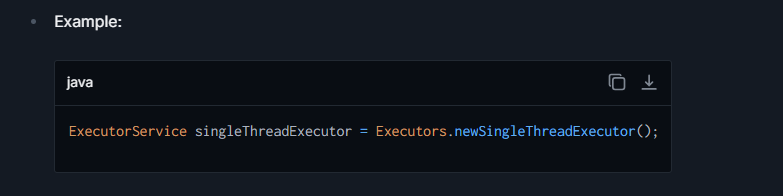 Example:
java
ExecutorService singleThreadExecutor = Executors.newSingleThreadExecutor();